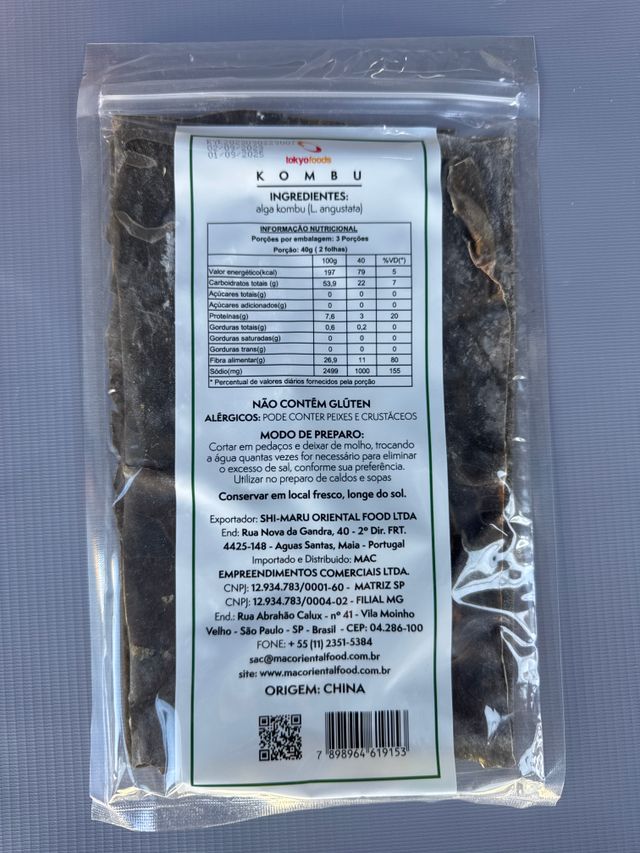 02/09/2023
01/09/2025
tokyofoods
KOMBU
INGREDIENTES:
alga kombu (L. angustata)
INFORMAÇÃO NUTRICIONAL
Porções por embalagem: 3 Porções
Porção: 40g ( 2 folhas)
100g 40 %VD(*)
Valor energético(kcal) 197 79 5
Carboidratos totais (g) 53,9 22 7
Açúcares totais(g) 0 0 0
Açúcares adicionados(g) 0 0 0
Proteínas(g) 7,6 3 20
Gorduras totais(g) 0,6 0,2 0
Gorduras saturadas(g) 0 0 0
Gorduras trans(g) 0 0 0
Fibra alimentar(g) 26,9 11 80
Sódio(mg) 2499 1000 155
* Percentual de valores diários fornecidos pela porção
NÃO CONTÊM GLÚTEN
ALÉRGICOS: PODE CONTER PEIXES E CRUSTÁCEOS
MODO DE PREPARO:
Cortar em pedaços e deixar de molho, trocando
a água quantas vezes for necessário para eliminar
o excesso de sal, conforme sua preferência.
Utilizar no preparo de caldos e sopas
Conservar em local fresco, longe do sol.
Exportador: SHI-MARU ORIENTAL FOOD LTDA
End: Rua Nova da Gandra, 40 - 2º Dir. FRT.
4425-148 - Aguas Santas, Maia - Portugal
Importado e Distribuido: MAC
EMPREENDIMENTOS COMERCIAIS LTDA.
CNPJ: 12.934.783/0001-60 - MATRIZ SP
CNPJ: 12.934.783/0004-02 - FILIAL MG
End.: Rua Abrahão Calux - nº 41 - Vila Moinho
Velho - São Paulo - SP - Brasil - CEP: 04.286-100
FONE: + 55 (11) 2351-5384
sac@macorientalfood.com.br
site: www.macorientalfood.com.br
ORIGEM: CHINA
7 898964 619153